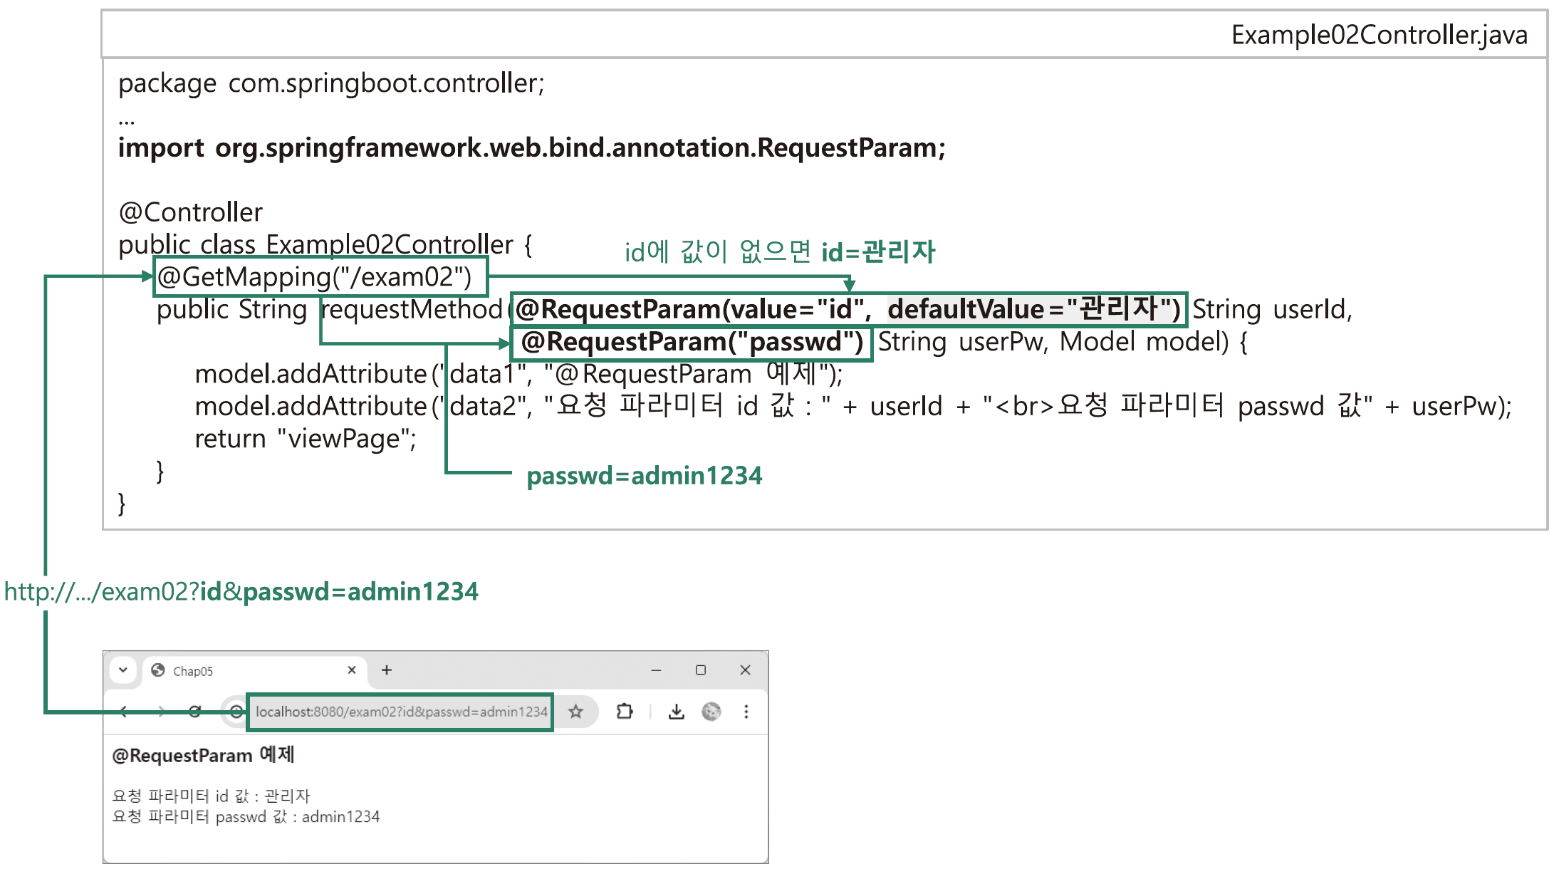 Example02Controller.java
package com.springboot.controller;
...
import org.springframework.web.bind.annotation.RequestParam;
@Controller
public class Example02Controller {
id에 값이 없으면 id=관리자
@GetMapping("/exam02")
public String requestMethod(@RequestParam(value="id", defaultValue="관리자") String userId,
@RequestParam("passwd") String userPw, Model model) {
model.addAttribute("data1", "@RequestParam 예제");
model.addAttribute("data2", "요청 파라미터 id 값 : " + userId + "<br>요청 파라미터 passwd 값" + userPw);
return "viewPage";
}
passwd=admin1234
}
http://.../exam02?id&passwd=admin1234
Chap05
localhost:8080/exam02?id&passwd=admin1234
@RequestParam 예제
요청 파라미터 id 값 : 관리자
요청 파라미터 passwd 값 : admin1234